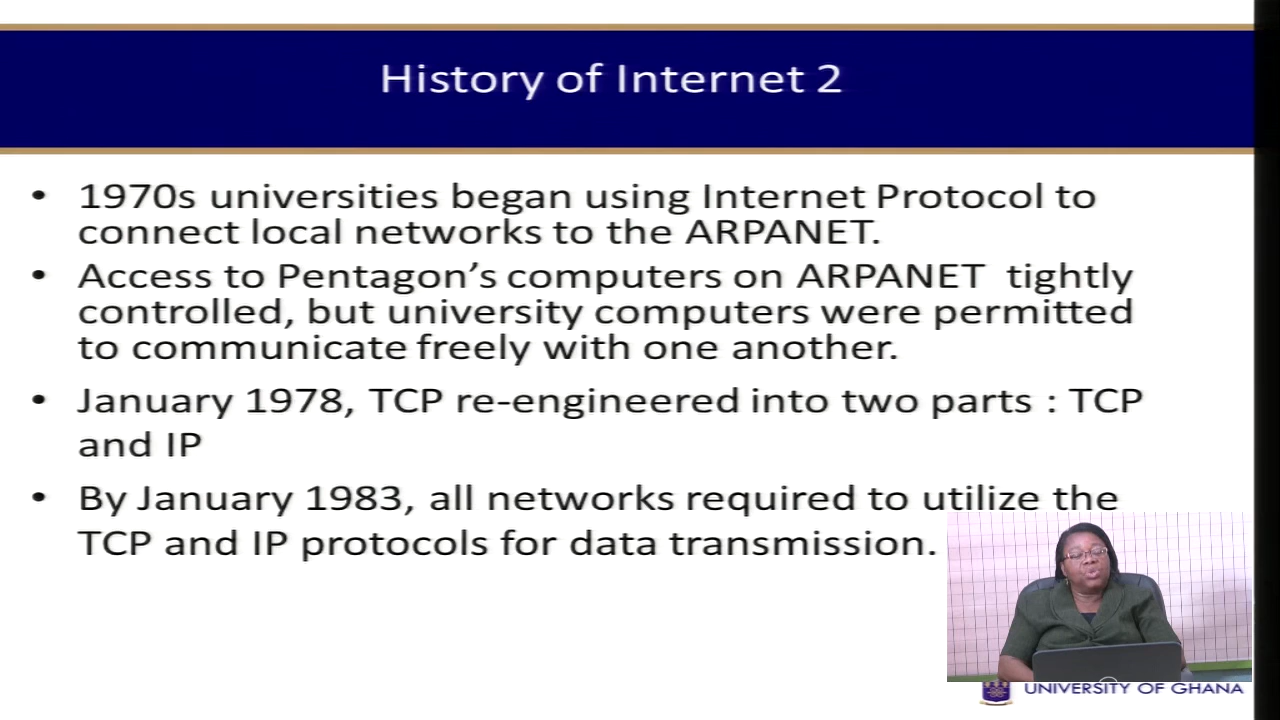 History of Internet 2
• 1970s universities began using Internet Protocol to
connect local networks to the ARPANET.
• Access to Pentagon’s computers on ARPANET tightly
controlled, but university computers were permitted
to communicate freely with one another.
• January 1978, TCP re-engineered into two parts : TCP
and IP
• By January 1983, all networks required to utilize the
TCP and IP protocols for data transmission.
UNIVERSITY OF GHANA